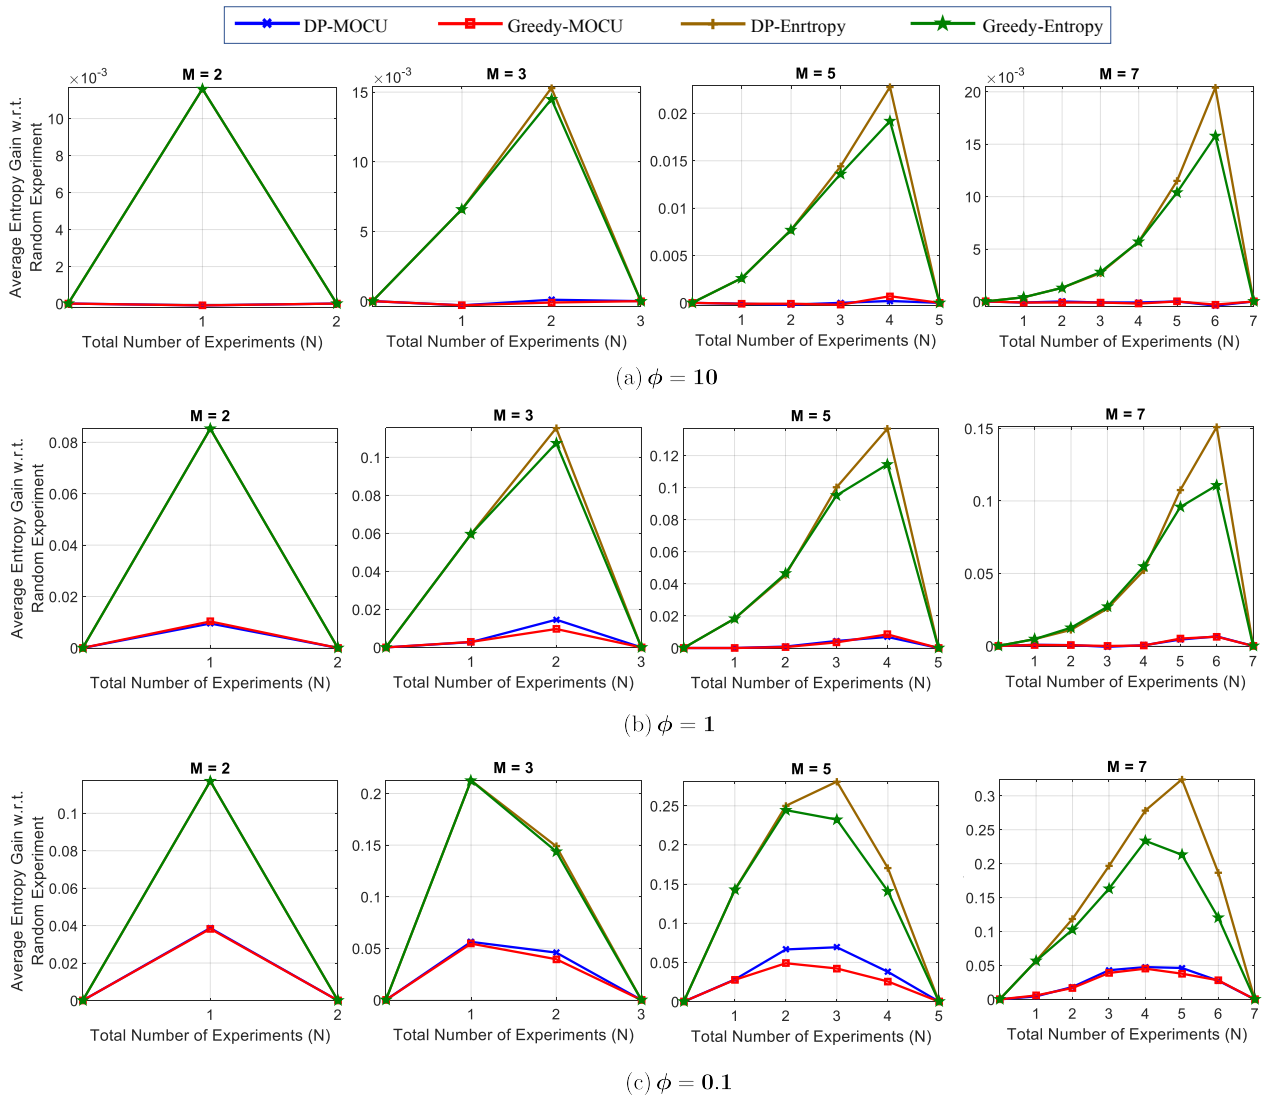 DP-MOCU Greedy-MOCU DP-Enrtropy Greedy-Entropy
Average Entropy Gain w.r.t.
Random Experiment
×10-3
M = 2
10
8
6
4
2
0
1 2
Total Number of Experiments (N)
×10-3
M = 3
15
10
5
0
1 2 3
Total Number of Experiments (N)
M = 5
0.02
0.015
0.01
0.005
0
1 2 3 4 5
Total Number of Experiments (N)
×10-3
M = 7
20
15
10
5
0
1 2 3 4 5 6 7
Total Number of Experiments (N)
(a) ϕ = 10
Average Entropy Gain w.r.t.
Random Experiment
M = 2
0.08
0.06
0.04
0.02
0
1 2
Total Number of Experiments (N)
M = 3
0.1
0.08
0.06
0.04
0.02
0
1 2 3
Total Number of Experiments (N)
M = 5
0.12
0.1
0.08
0.06
0.04
0.02
0
1 2 3 4 5
Total Number of Experiments (N)
M = 7
0.15
0.1
0.05
0
1 2 3 4 5 6 7
Total Number of Experiments (N)
(b) ϕ = 1
Average Entropy Gain w.r.t.
Random Experiment
M = 2
0.1
0.08
0.06
0.04
0.02
0
1 2
Total Number of Experiments (N)
M = 3
0.2
0.15
0.1
0.05
0
1 2 3
Total Number of Experiments (N)
M = 5
0.25
0.2
0.15
0.1
0.05
0
1 2 3 4 5
Total Number of Experiments (N)
M = 7
0.3
0.25
0.2
0.15
0.1
0.05
0
1 2 3 4 5 6 7
Total Number of Experiments (N)
(c) ϕ = 0.1